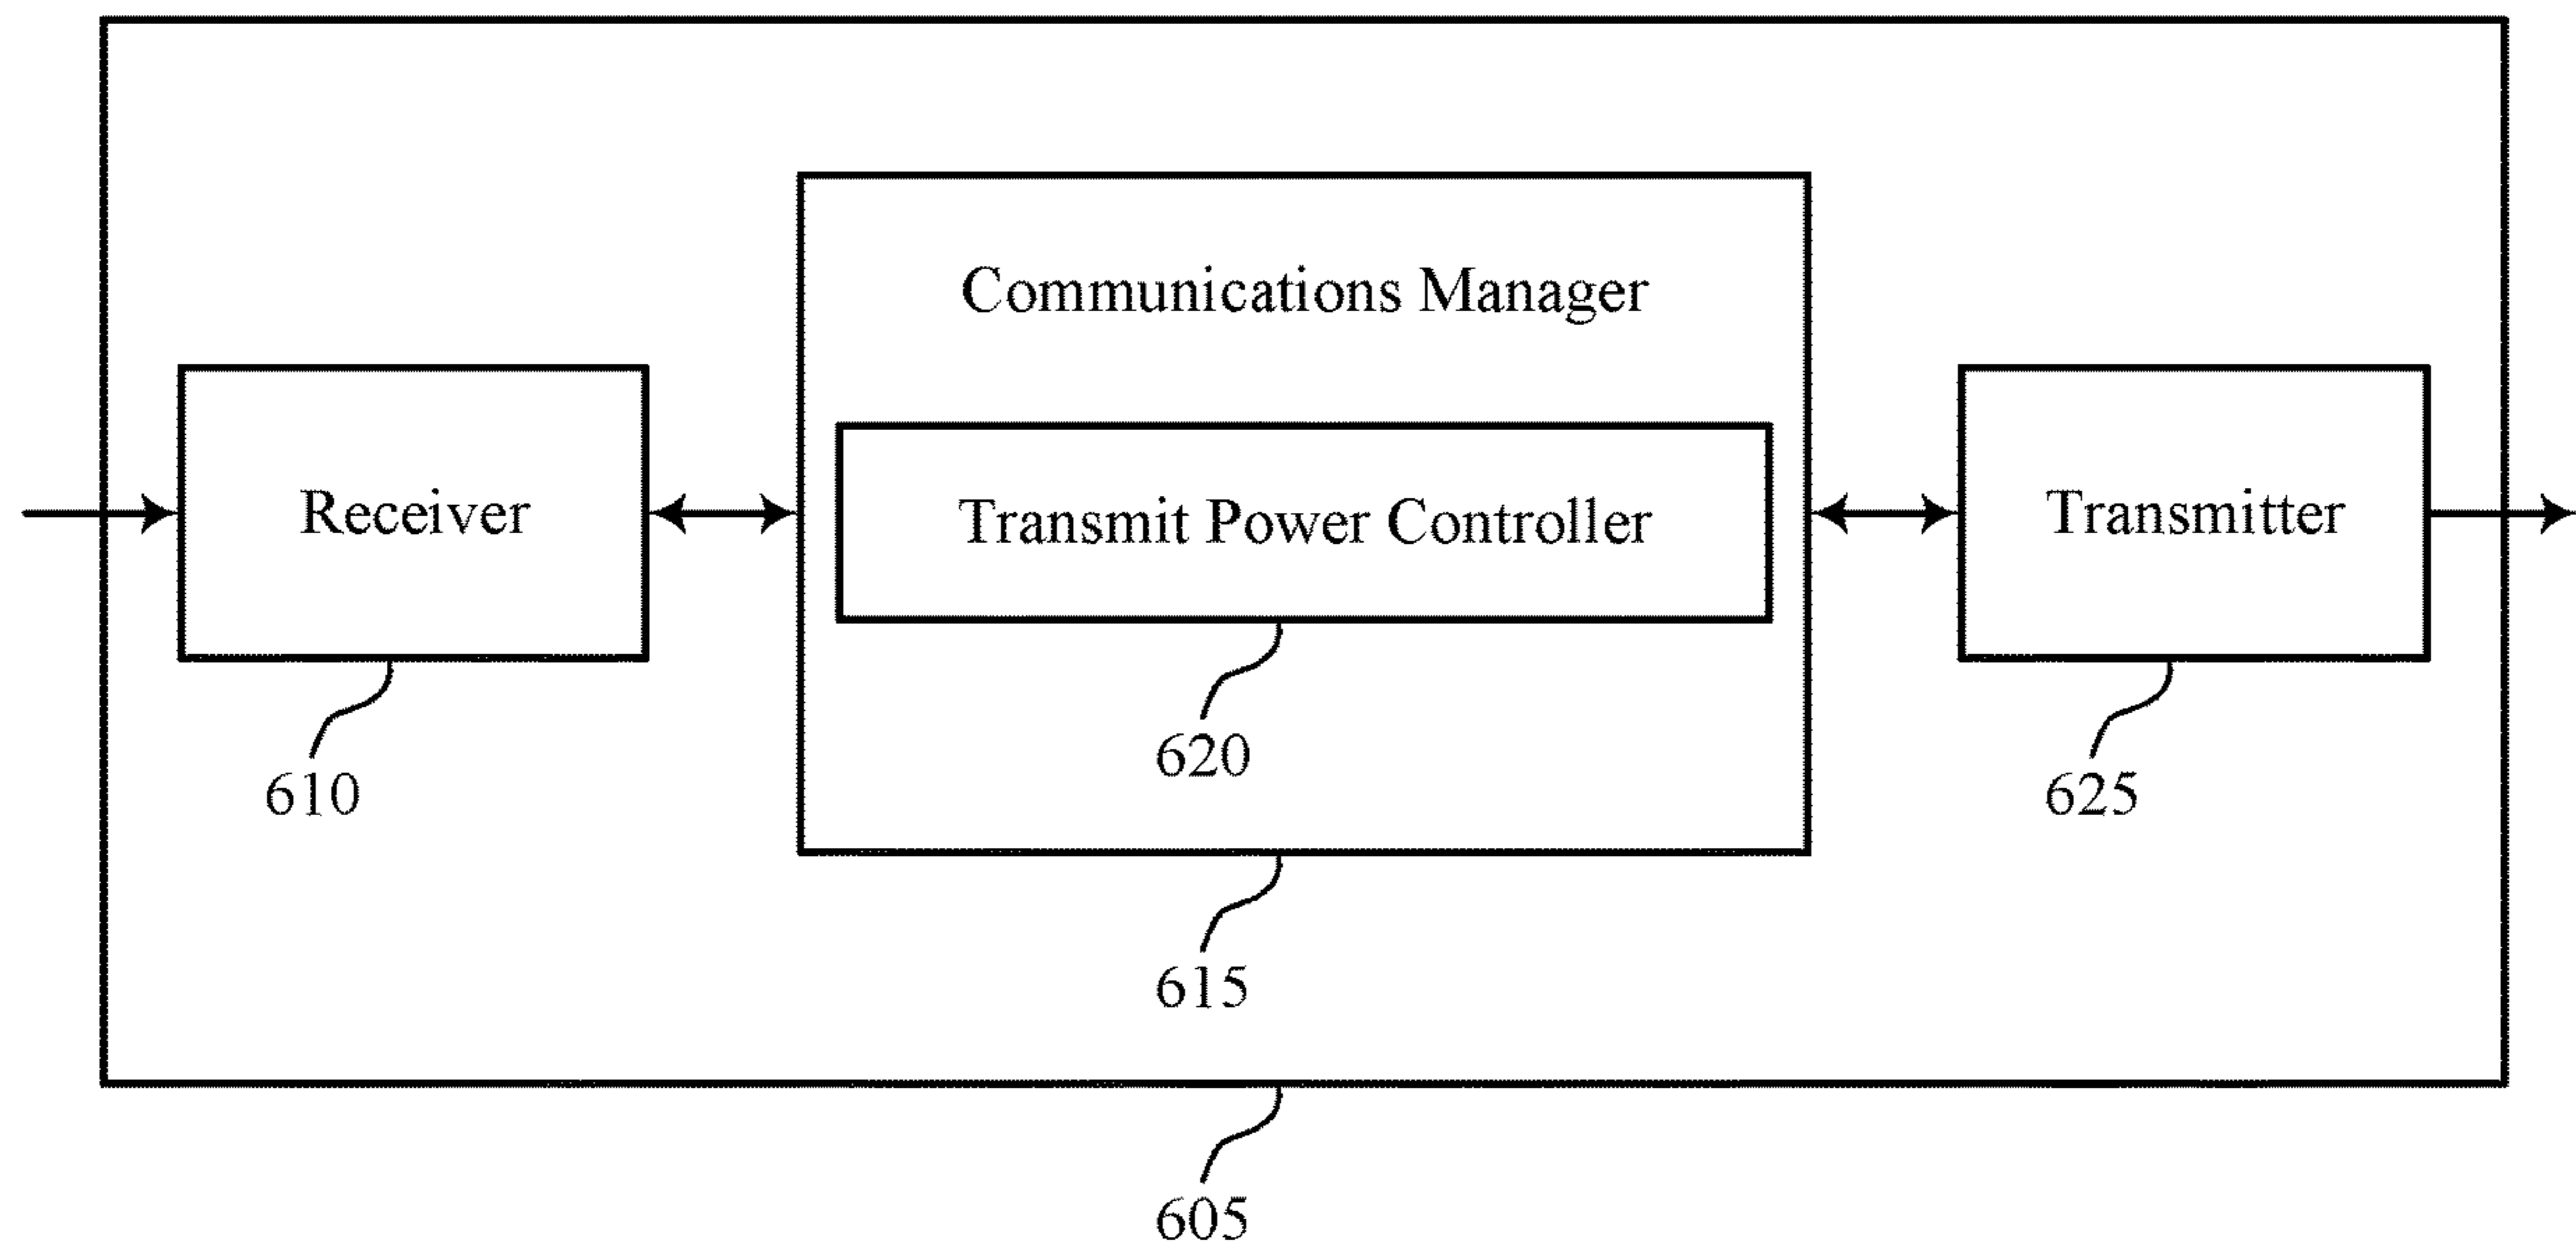 Communications Manager
Receiver
Transmit Power Controller
Transmitter
610
620
625
615
605